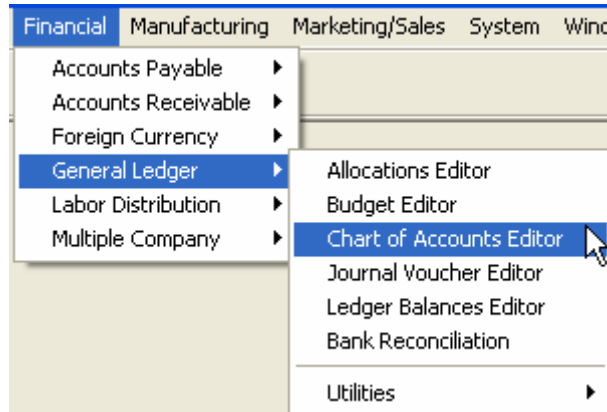 Financial Manufacturing Marketing/Sales System
Accounts Payable
Accounts Receivable
Foreign Currency
General Ledger
Labor Distribution
Multiple Company
Allocations Editor
Budget Editor
Chart of Accounts Editor
Journal Voucher Editor
Ledger Balances Editor
Bank Reconciliation
Utilities